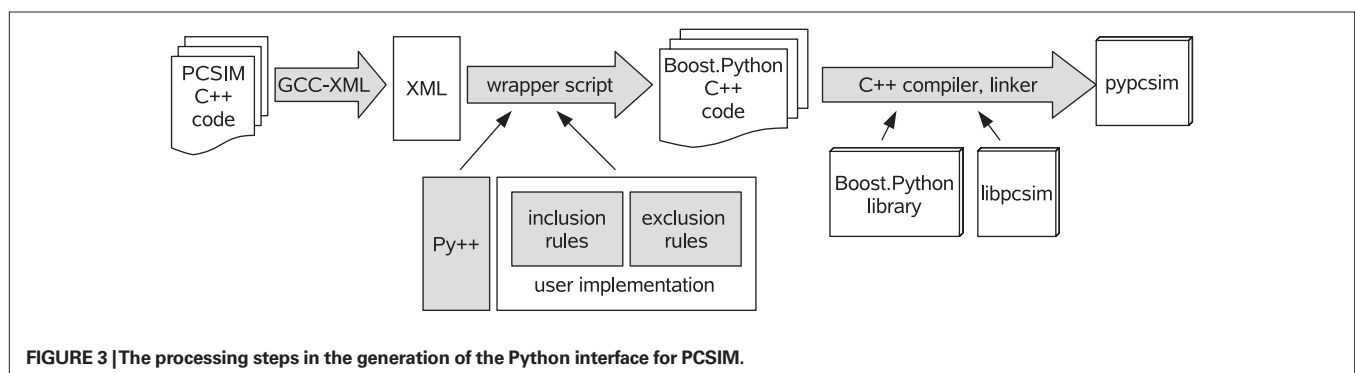 PCSIM
C++
code
GCC-XML
XML
wrapper script
Boost.Python
C++
code
C++ compiler, linker
pypcsim
Py++
inclusion
rules
exclusion
rules
user implementation
Boost.Python
library
libpcsim
FIGURE 3 | The processing steps in the generation of the Python interface for PCSIM.